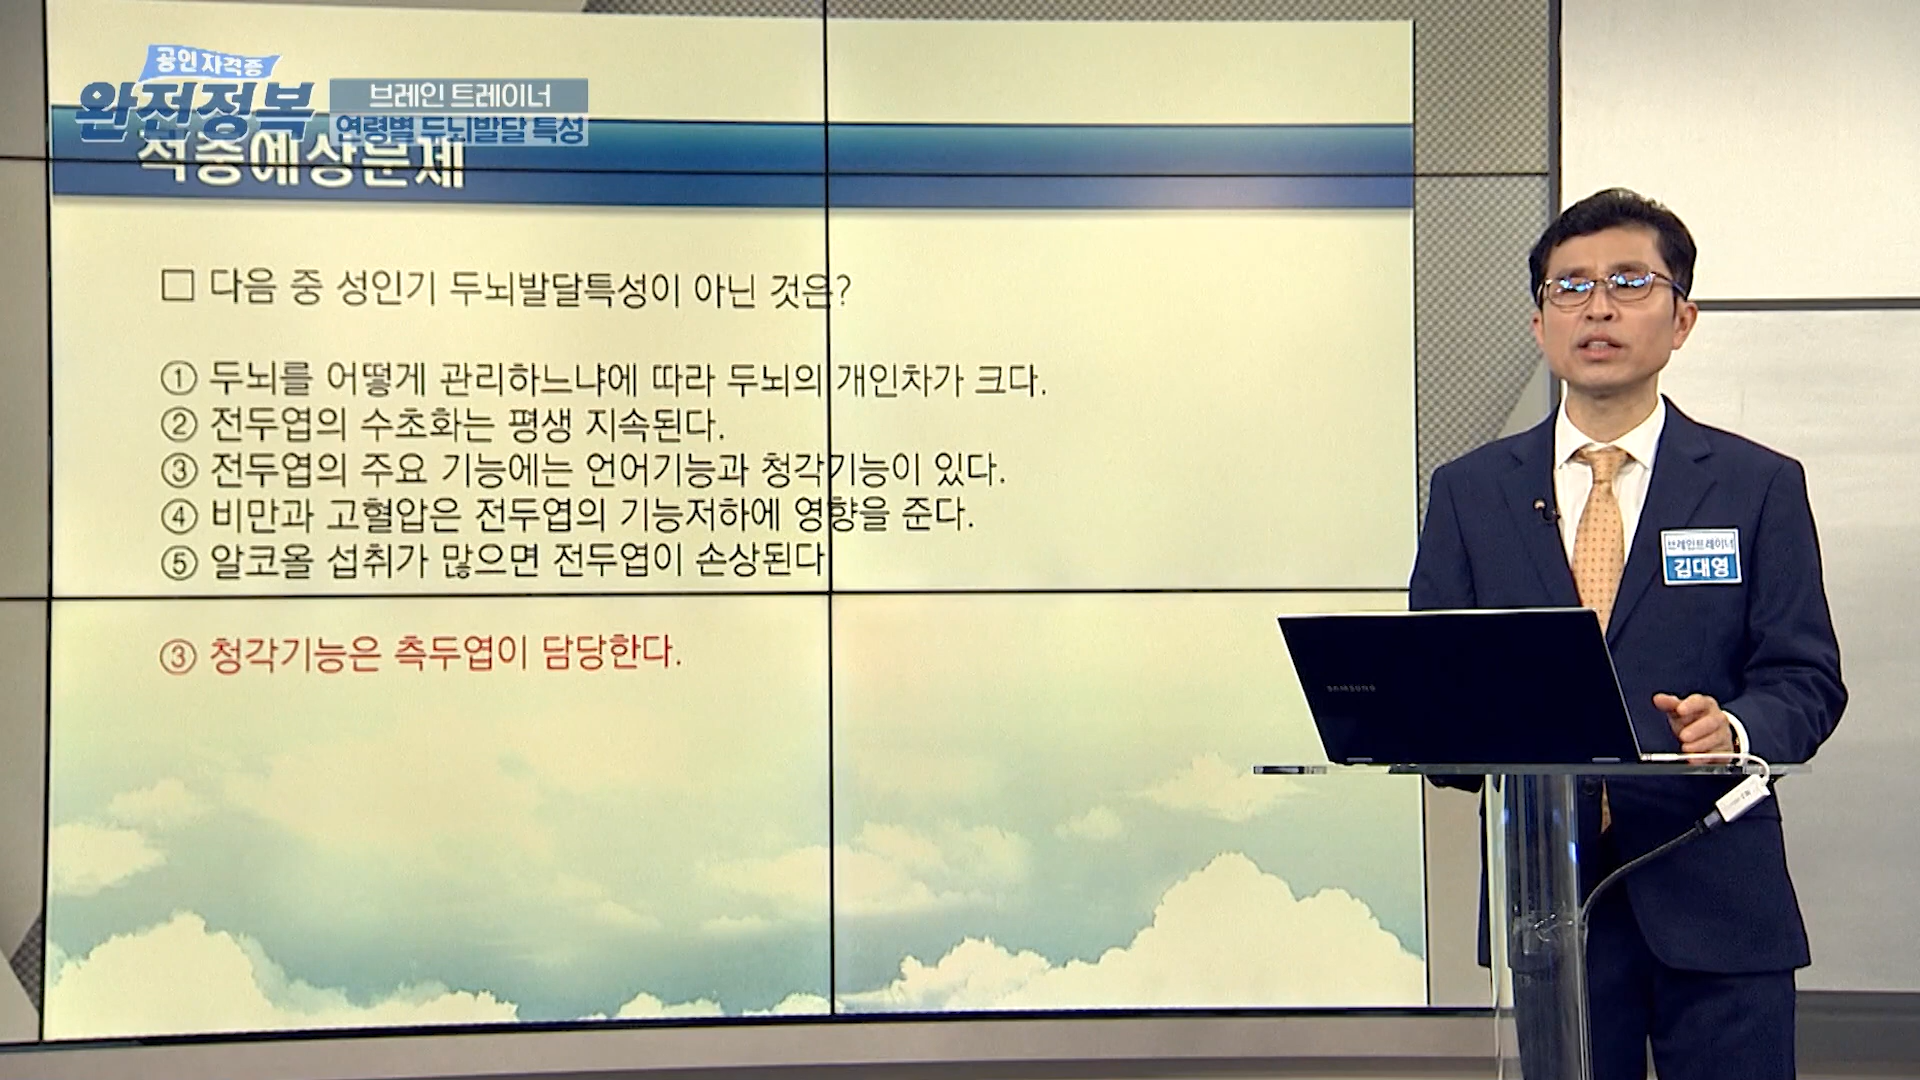 공인 자격증
완전정복
브레인 트레이너
연령별 두뇌발달 특성
적중예상문제
□ 다음 중 성인기 두뇌발달특성이 아닌 것은?
① 두뇌를 어떻게 관리하느냐에 따라 두뇌의 개인차가 크다.
② 전두엽의 수초화는 평생 지속된다.
③ 전두엽의 주요 기능에는 언어기능과 청각기능이 있다.
④ 비만과 고혈압은 전두엽의 기능저하에 영향을 준다.
⑤ 알코올 섭취가 많으면 전두엽이 손상된다
③ 청각기능은 측두엽이 담당한다.
브레인트레이너
김대영
SAMSUNG